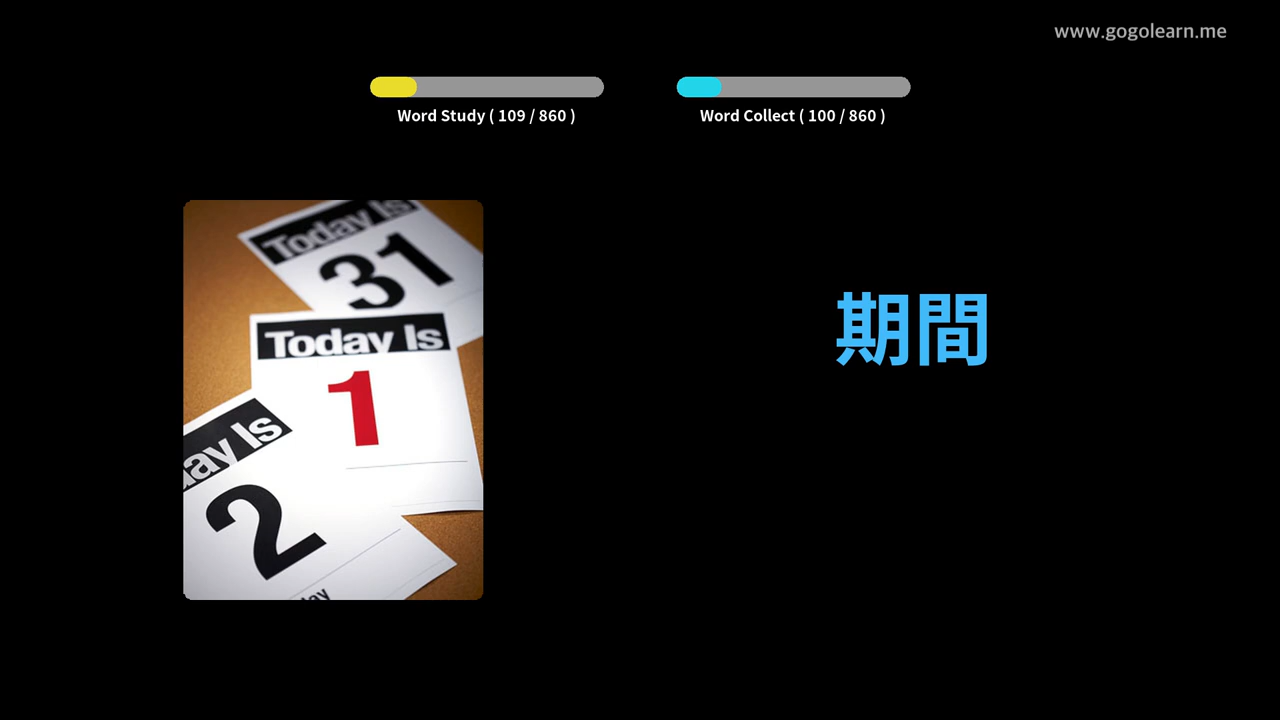 www.gogolearn.me
Word Study ( 109 / 860 )
Word Collect ( 100 / 860 )
Today Is
31
Today Is
1
ay Is
2
ay
期間